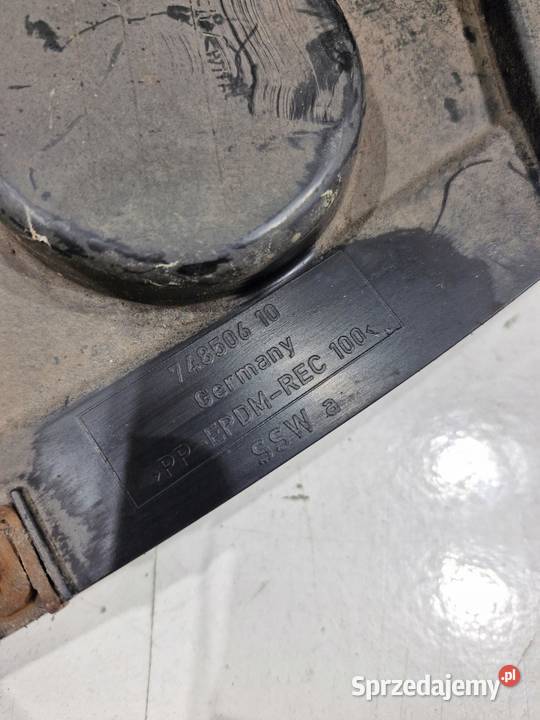 748506 10
Germany
>PP EPDM-REC 100<
SSW a
Sprzedajemy.pl